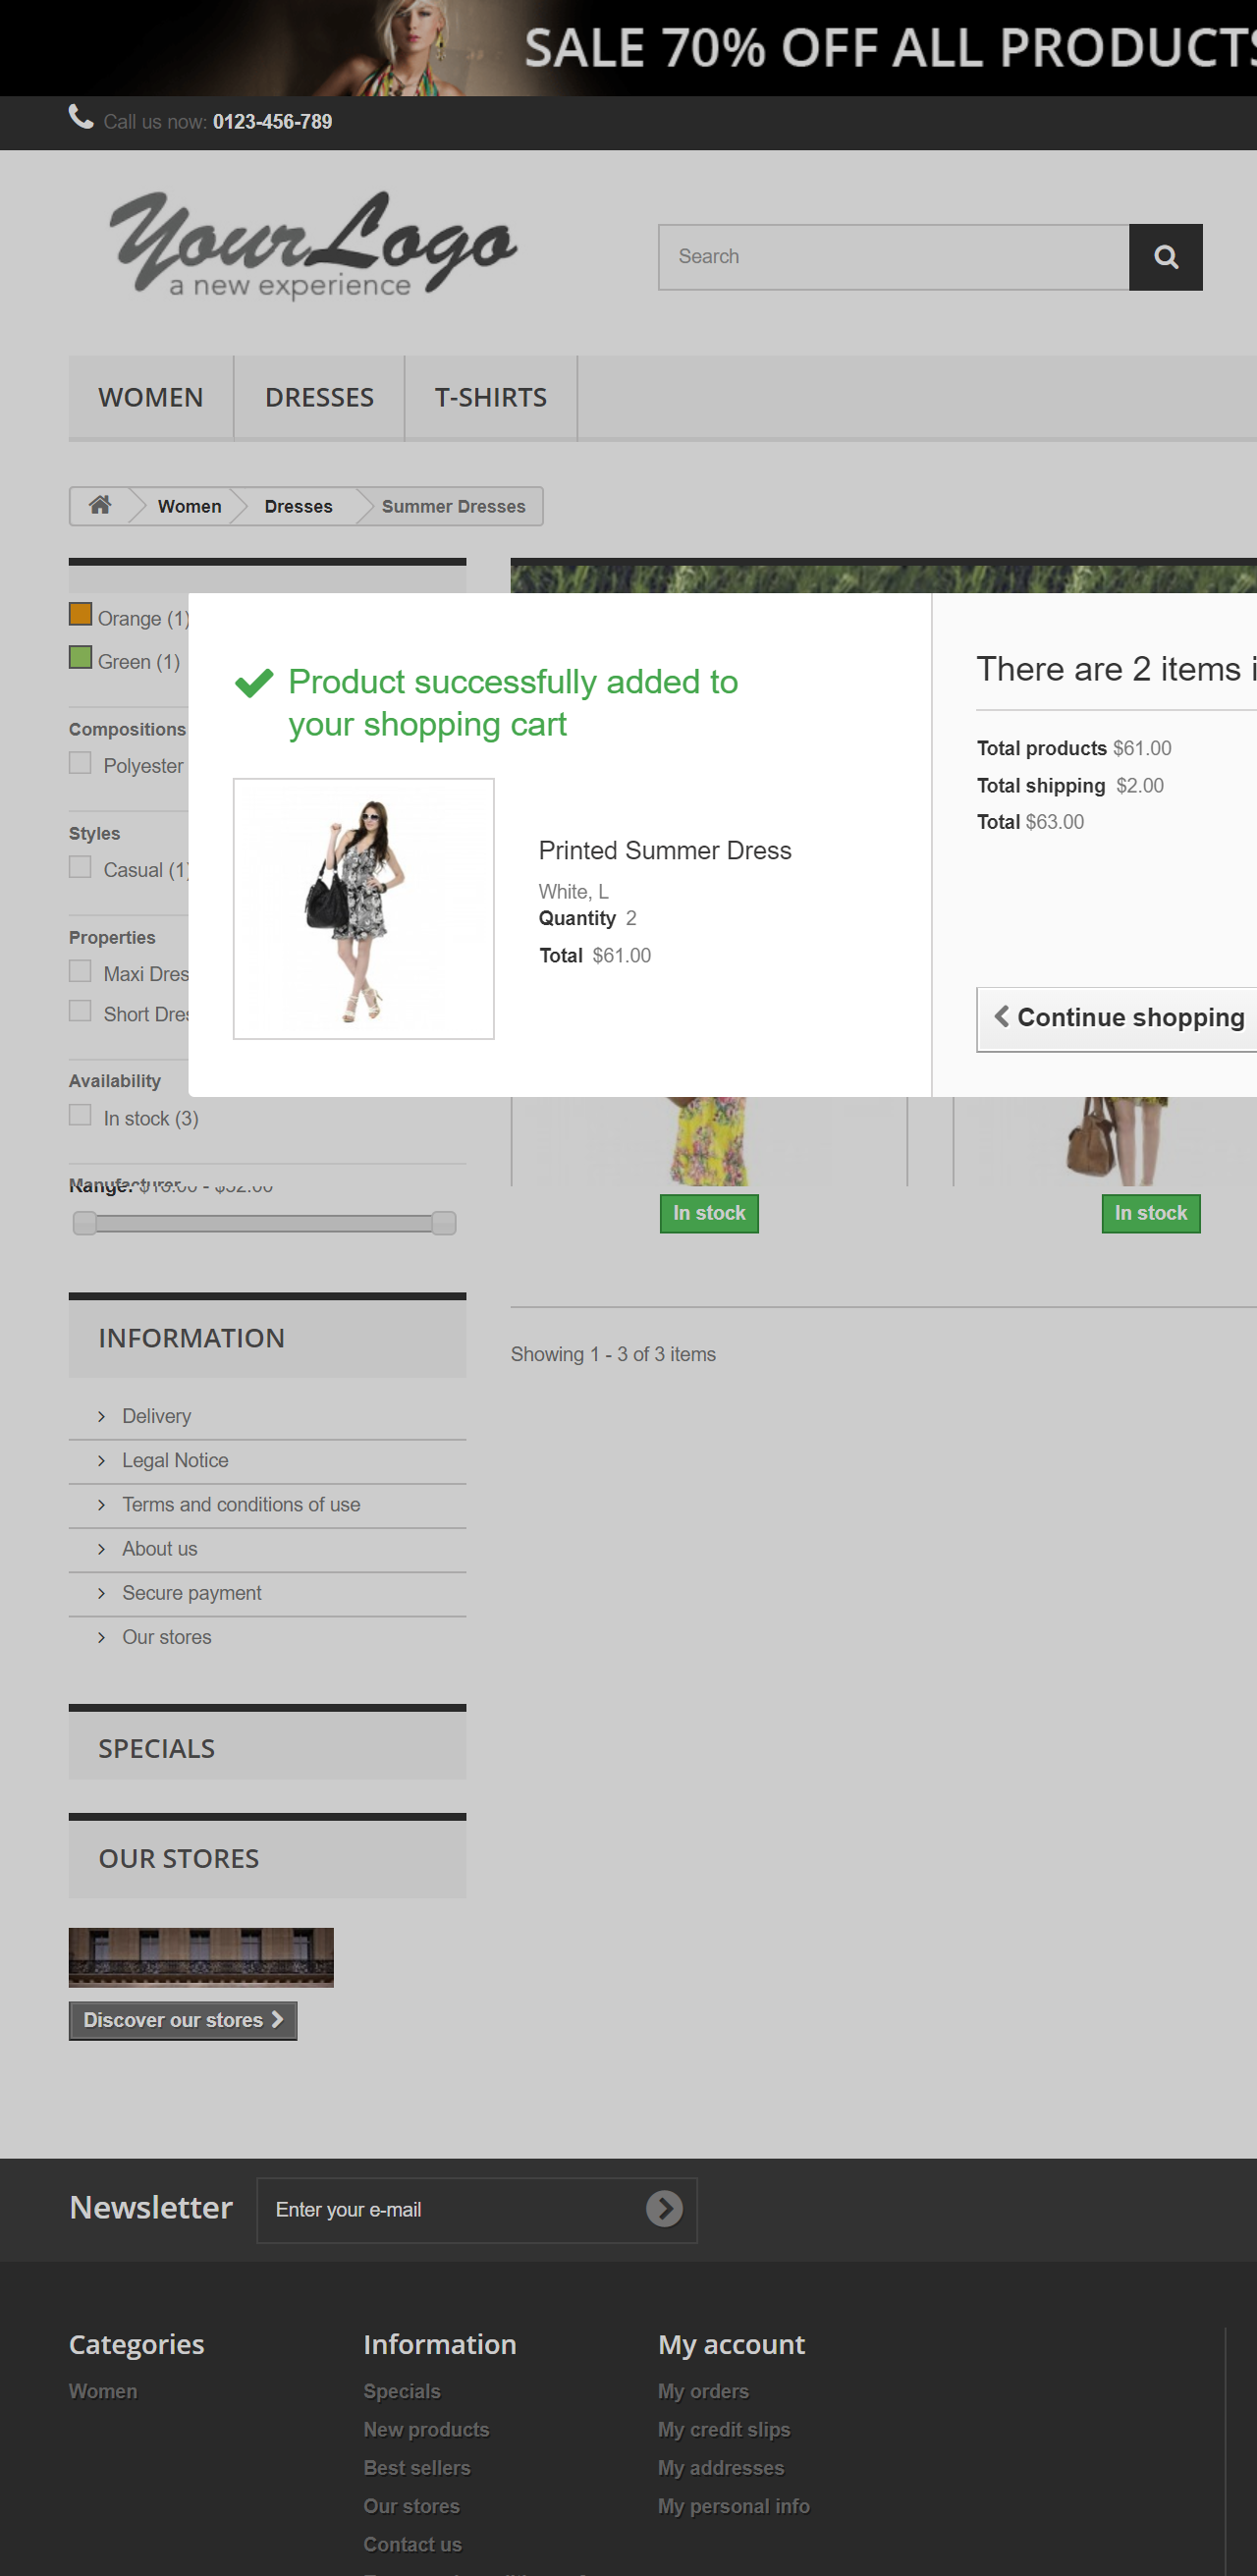 SALE 70% OFF ALL PRODUCTS
Call us now: 0123-456-789
YourLogo
a new experience
Search
WOMEN
DRESSES
T-SHIRTS
Women
Dresses
Summer Dresses
Orange (1)
Green (1)
Compositions
Polyester
Styles
Casual (1)
Properties
Maxi Dres
Short Dres
Availability
In stock (3)
Manufacturer
Range: $16.00 - $32.00
Product successfully added to
your shopping cart
Printed Summer Dress
White, L
Quantity 2
Total $61.00
There are 2 items i
Total products $61.00
Total shipping $2.00
Total $63.00
Continue shopping
In stock
In stock
Showing 1 - 3 of 3 items
INFORMATION
Delivery
Legal Notice
Terms and conditions of use
About us
Secure payment
Our stores
SPECIALS
OUR STORES
Discover our stores
Newsletter
Enter your e-mail
Categories
Women
Information
Specials
New products
Best sellers
Our stores
Contact us
My account
My orders
My credit slips
My addresses
My personal info